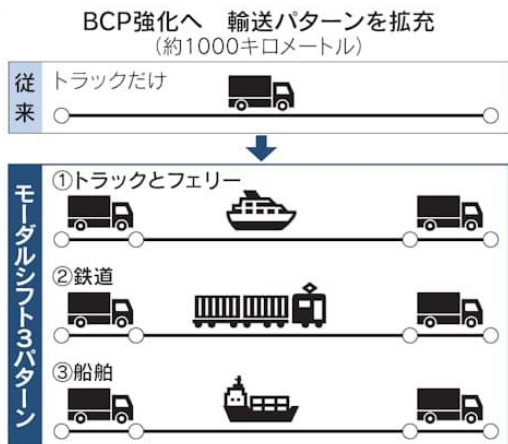 BCP強化へ 輸送パターンを拡充
(約1000キロメートル)
従来
トラックだけ
モーダルシフト3パターン
①トラックとフェリー
②鉄道
③船舶